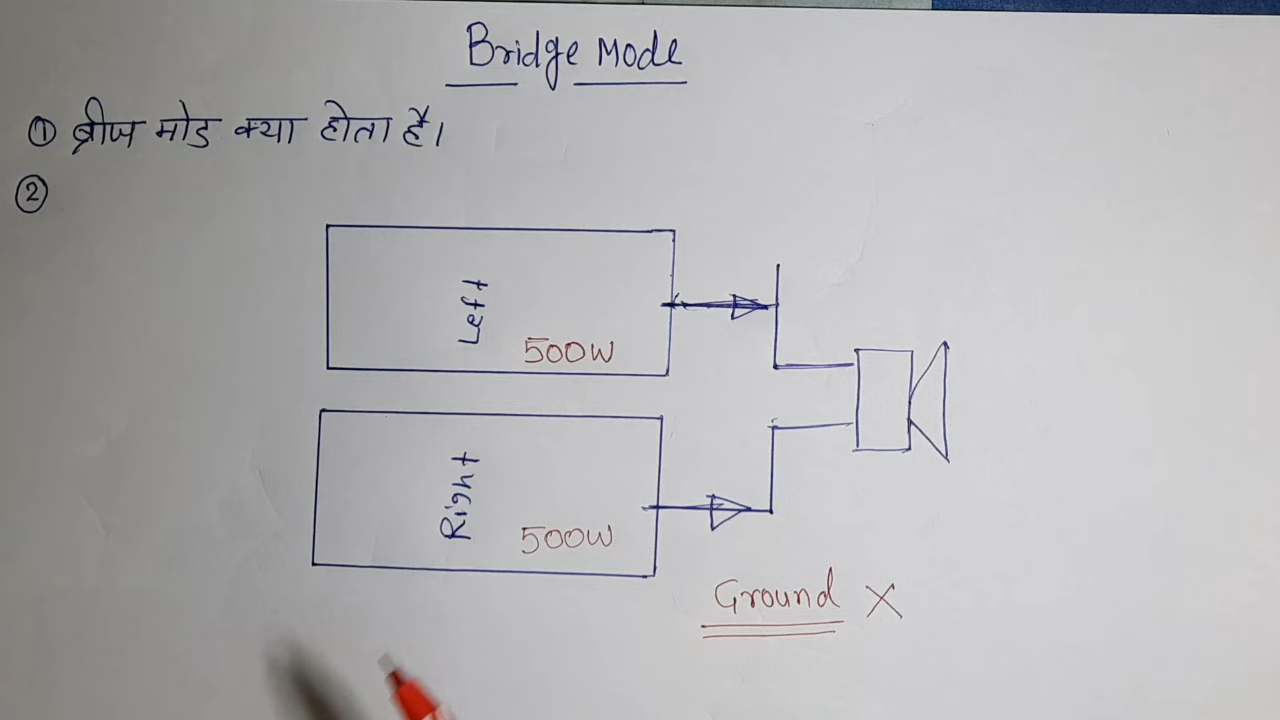 Bridge Mode
① ब्रीज मोड क्या होता है।
②
Left
500W
Right
500W
Ground X